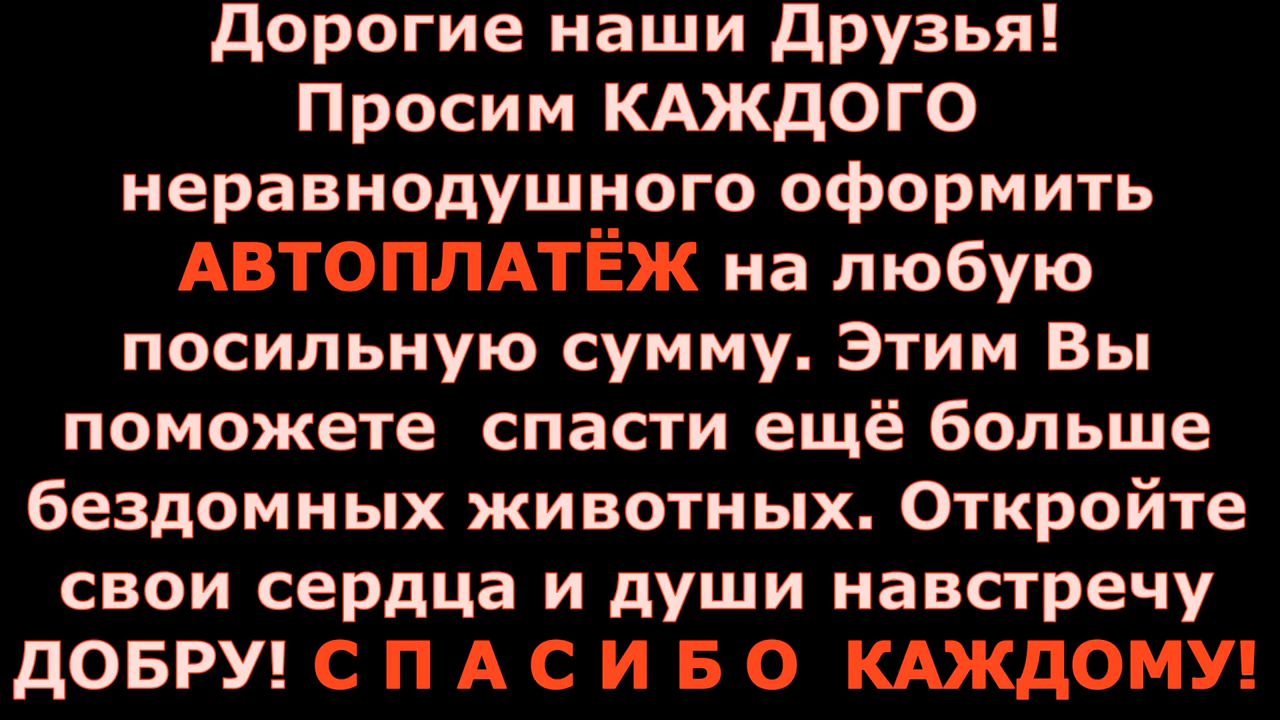 Дорогие наши Друзья!
Просим КАЖДОГО
неравнодушного оформить
АВТОПЛАТЁЖ на любую
посильную сумму. Этим Вы
поможете  спасти ещё больше
бездомных животных. Откройте
свои сердца и души навстречу
ДОБРУ! С П А С И Б О  КАЖДОМУ!